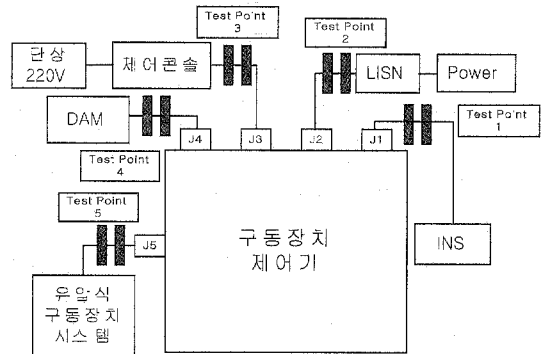 Test Point
3
Test Point
2
단상
220V
제어콘솔
LISN
Power
DAM
Test Point
1
J4
J3
J2
J1
Test Point
4
Test Point
5
구동장치
제어기
J5
INS
유압식
구동장치
시스템